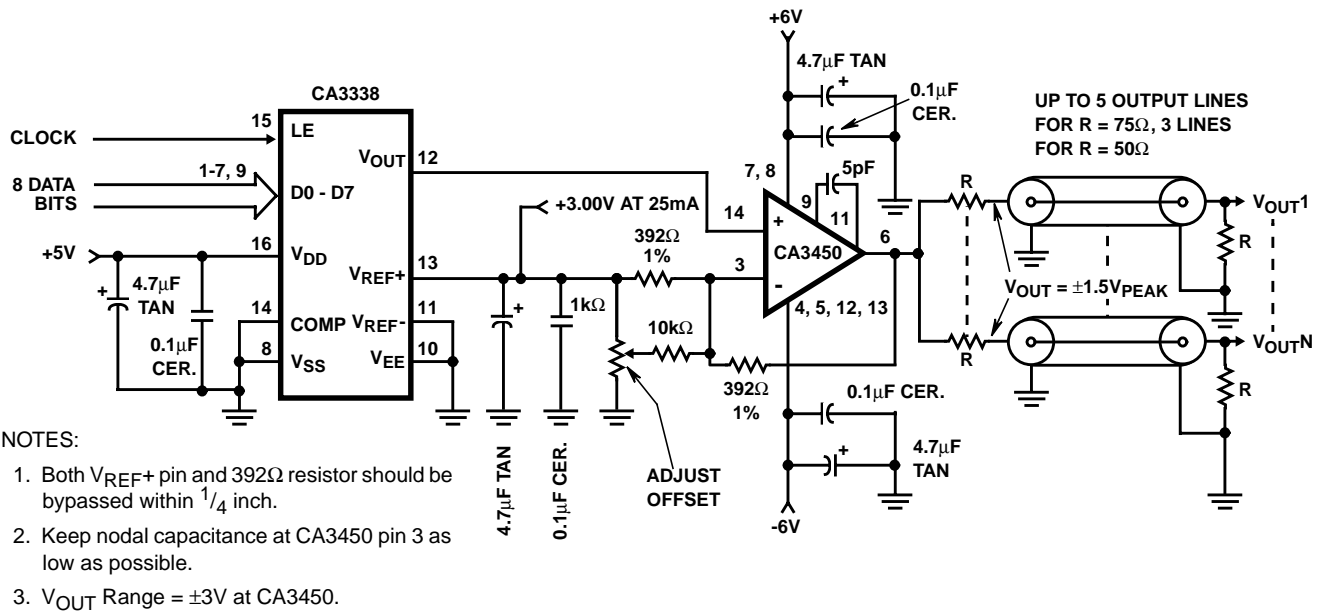 +6V
4.7μF TAN
+
0.1μF
CER.
UP TO 5 OUTPUT LINES
FOR R = 75Ω, 3 LINES
FOR R = 50Ω
CA3338
CLOCK
15
LE
VOUT
12
8 DATA
BITS
1-7, 9
D0 - D7
7, 8
5pF
9
11
+3.00V AT 25mA
14
+
CA3450
6
R
VOUT1
R
+5V
16
VDD
392Ω
1%
3
-
VREF+
13
4, 5, 12, 13
VOUT = ±1.5VPEAK
+
4.7μF
TAN
0.1μF
CER.
14
COMP
VREF-
11
+
1kΩ
10kΩ
8
VSS
VEE
10
392Ω
1%
R
VOUTN
R
0.1μF CER.
+
4.7μF
TAN
-6V
4.7μF TAN
0.1μF CER.
ADJUST
OFFSET
NOTES:
1. Both VREF+ pin and 392Ω resistor should be
bypassed within 1/4 inch.
2. Keep nodal capacitance at CA3450 pin 3 as
low as possible.
3. VOUT Range = ±3V at CA3450.